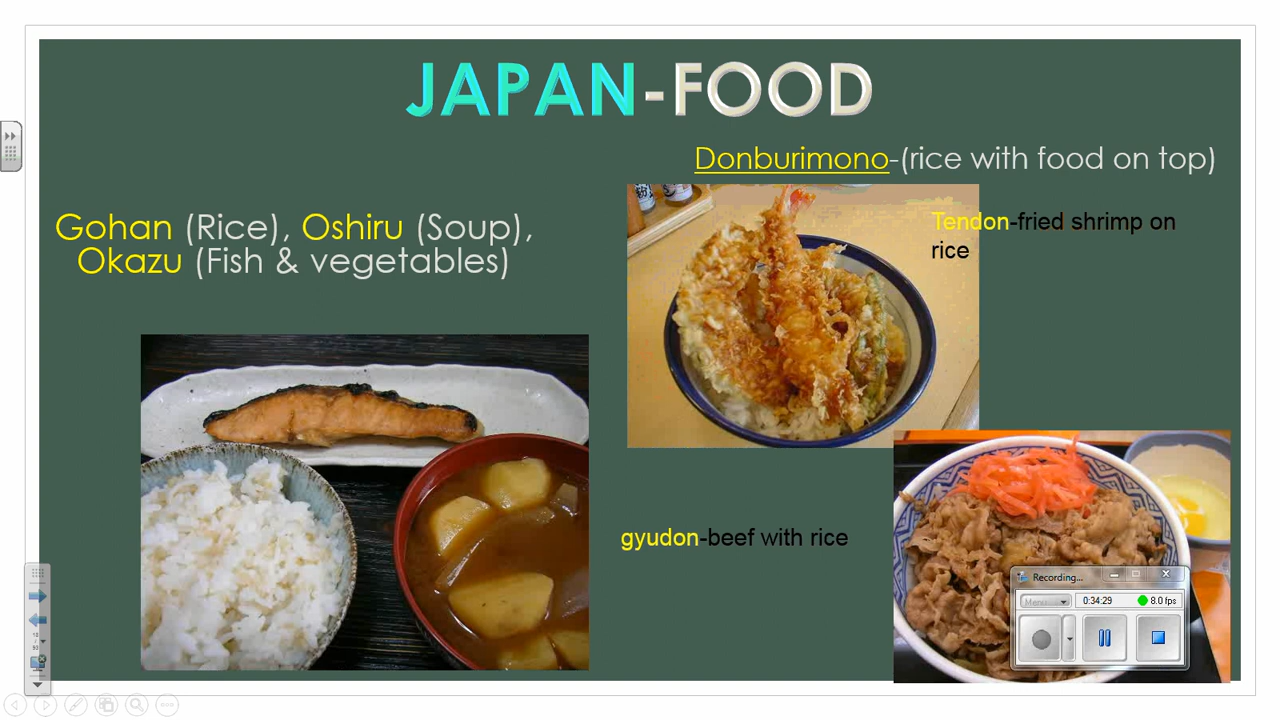 JAPAN-FOOD
Donburimono-(rice with food on top)
Gohan (Rice), Oshiru (Soup),
Okazu (Fish & vegetables)
Tendon-fried shrimp on
rice
gyudon-beef with rice
Recording...
Menu
0:34:29
8.0 fps